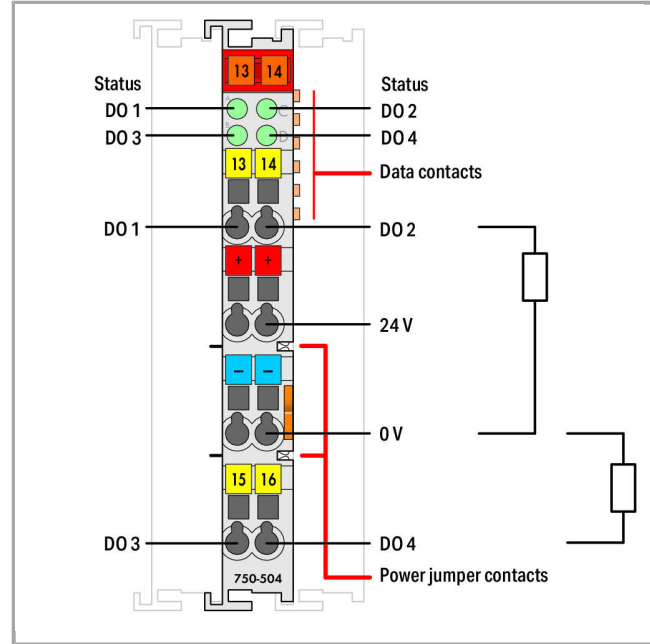 13 14
Status Status
DO 1 A C DO 2
DO 3 B D DO 4
13 14
Data contacts
DO 1 DO 2
+ +
24 V
− −
0 V
15 16
DO 3 DO 4
750-504
Power jumper contacts